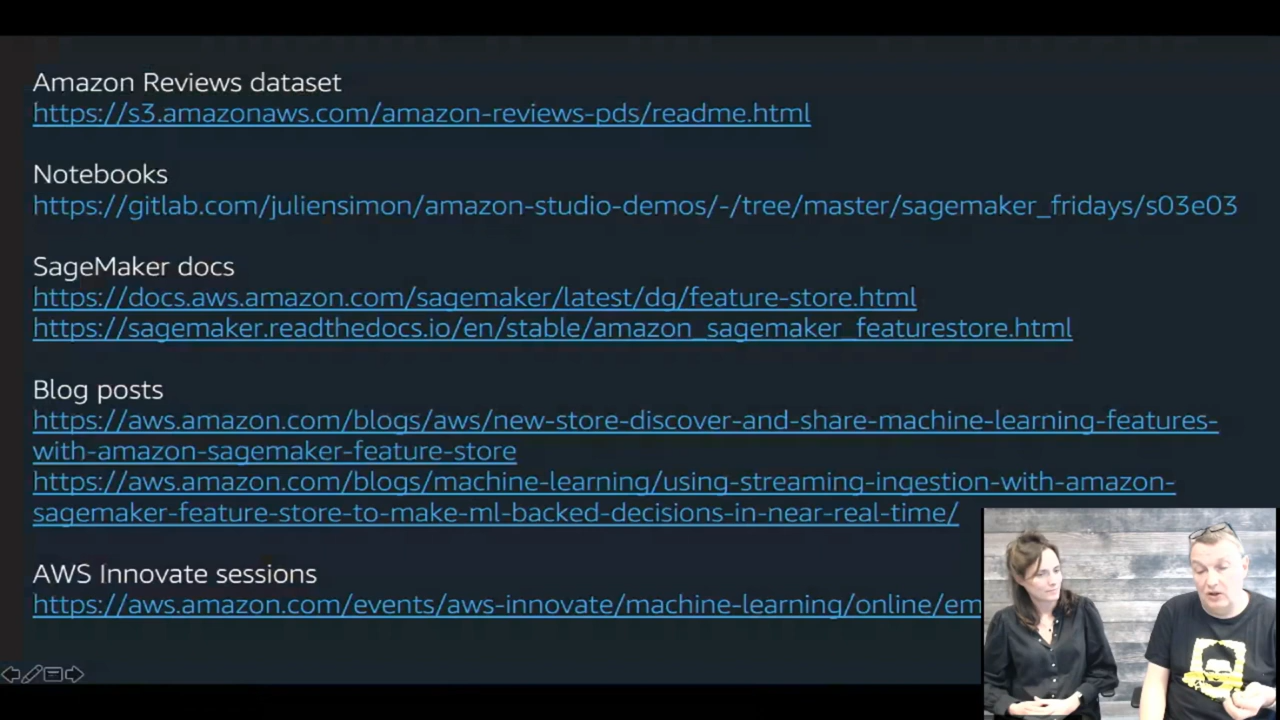 Amazon Reviews dataset
https://s3.amazonaws.com/amazon-reviews-pds/readme.html
Notebooks
https://gitlab.com/juliensimon/amazon-studio-demos/-/tree/master/sagemaker_fridays/s03e03
SageMaker docs
https://docs.aws.amazon.com/sagemaker/latest/dg/feature-store.html
https://sagemaker.readthedocs.io/en/stable/amazon_sagemaker_featurestore.html
Blog posts
https://aws.amazon.com/blogs/aws/new-store-discover-and-share-machine-learning-features-
with-amazon-sagemaker-feature-store
https://aws.amazon.com/blogs/machine-learning/using-streaming-ingestion-with-amazon-
sagemaker-feature-store-to-make-ml-backed-decisions-in-near-real-time/
AWS Innovate sessions
https://aws.amazon.com/events/aws-innovate/machine-learning/online/em